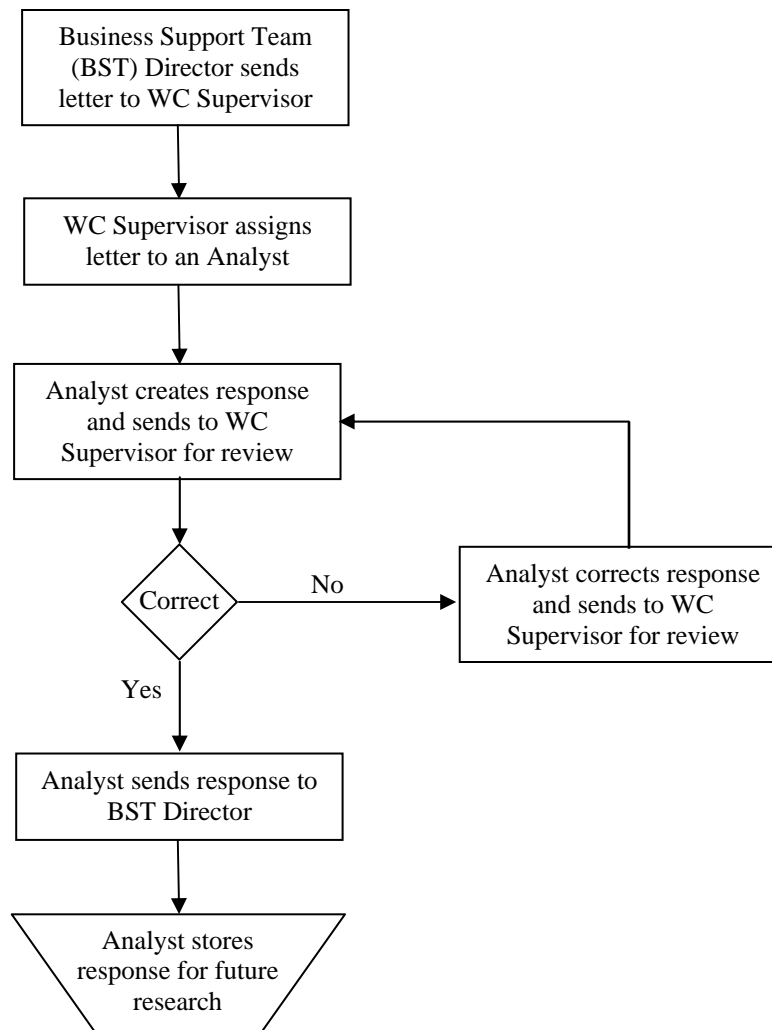 Business Support Team
(BST) Director sends
letter to WC Supervisor
WC Supervisor assigns
letter to an Analyst
Analyst creates response
and sends to WC
Supervisor for review
Correct
No
Analyst corrects response
and sends to WC
Supervisor for review
Yes
Analyst sends response to
BST Director
Analyst stores
response for future
research